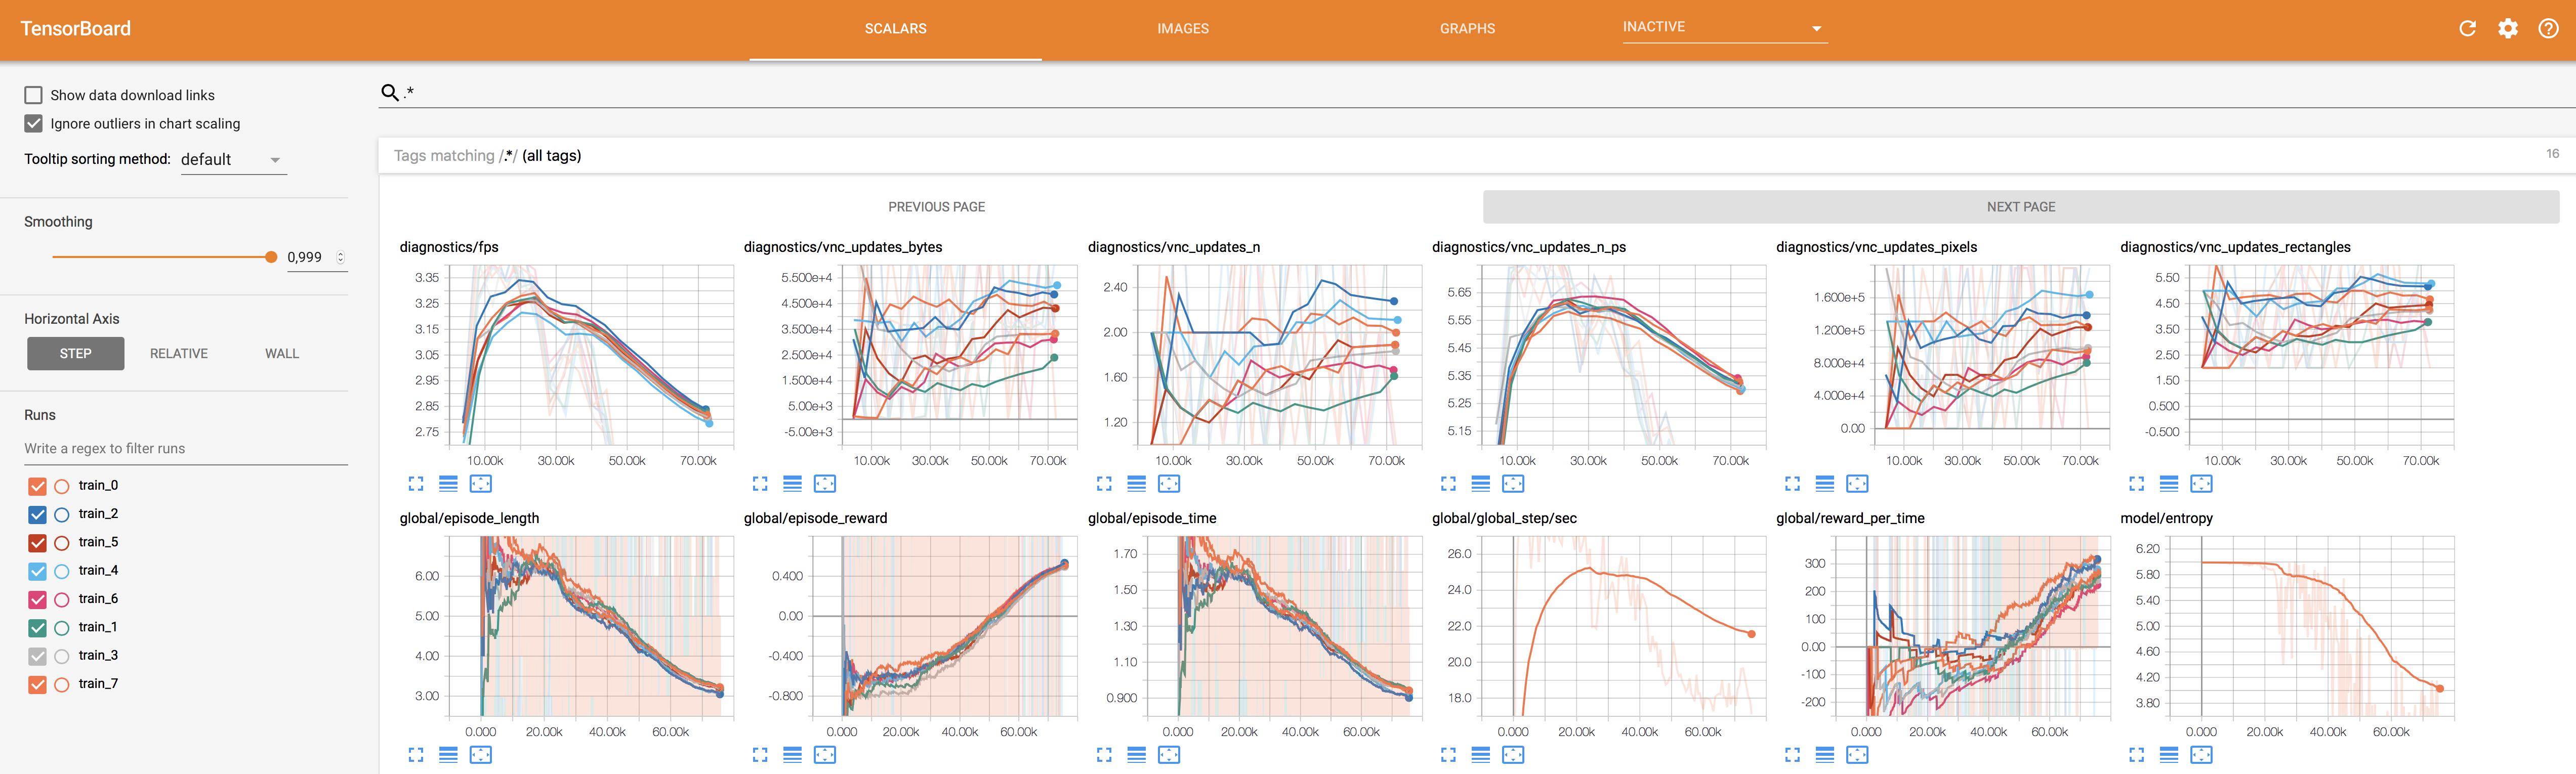 TensorBoard
SCALARS
IMAGES
GRAPHS
INACTIVE
Show data download links
Ignore outliers in chart scaling
Tooltip sorting method: default
Smoothing
0,999
Horizontal Axis
STEP RELATIVE WALL
Runs
Write a regex to filter runs
train_0
train_2
train_5
train_4
train_6
train_1
train_3
train_7
.*
Tags matching /.*/ (all tags)
16
PREVIOUS PAGE
NEXT PAGE
diagnostics/fps
3.35
3.25
3.15
3.05
2.95
2.85
2.75
10.00k 30.00k 50.00k 70.00k
diagnostics/vnc_updates_bytes
5.500e+4
4.500e+4
3.500e+4
2.500e+4
1.500e+4
5.00e+3
-5.00e+3
10.00k 30.00k 50.00k 70.00k
diagnostics/vnc_updates_n
2.40
2.00
1.60
1.20
10.00k 30.00k 50.00k 70.00k
diagnostics/vnc_updates_n_ps
5.65
5.55
5.45
5.35
5.25
5.15
10.00k 30.00k 50.00k 70.00k
diagnostics/vnc_updates_pixels
1.600e+5
1.200e+5
8.000e+4
4.000e+4
0.00
10.00k 30.00k 50.00k 70.00k
diagnostics/vnc_updates_rectangles
5.50
4.50
3.50
2.50
1.50
0.500
-0.500
10.00k 30.00k 50.00k 70.00k
global/episode_length
6.00
5.00
4.00
3.00
0.000 20.00k 40.00k 60.00k
global/episode_reward
0.400
0.00
-0.400
-0.800
0.000 20.00k 40.00k 60.00k
global/episode_time
1.70
1.50
1.30
1.10
0.900
0.000 20.00k 40.00k 60.00k
global/global_step/sec
26.0
24.0
22.0
20.0
18.0
0.000 20.00k 40.00k 60.00k
global/reward_per_time
300
200
100
0.00
-100
-200
0.000 20.00k 40.00k 60.00k
model/entropy
6.20
5.80
5.40
5.00
4.60
4.20
3.80
0.000 20.00k 40.00k 60.00k